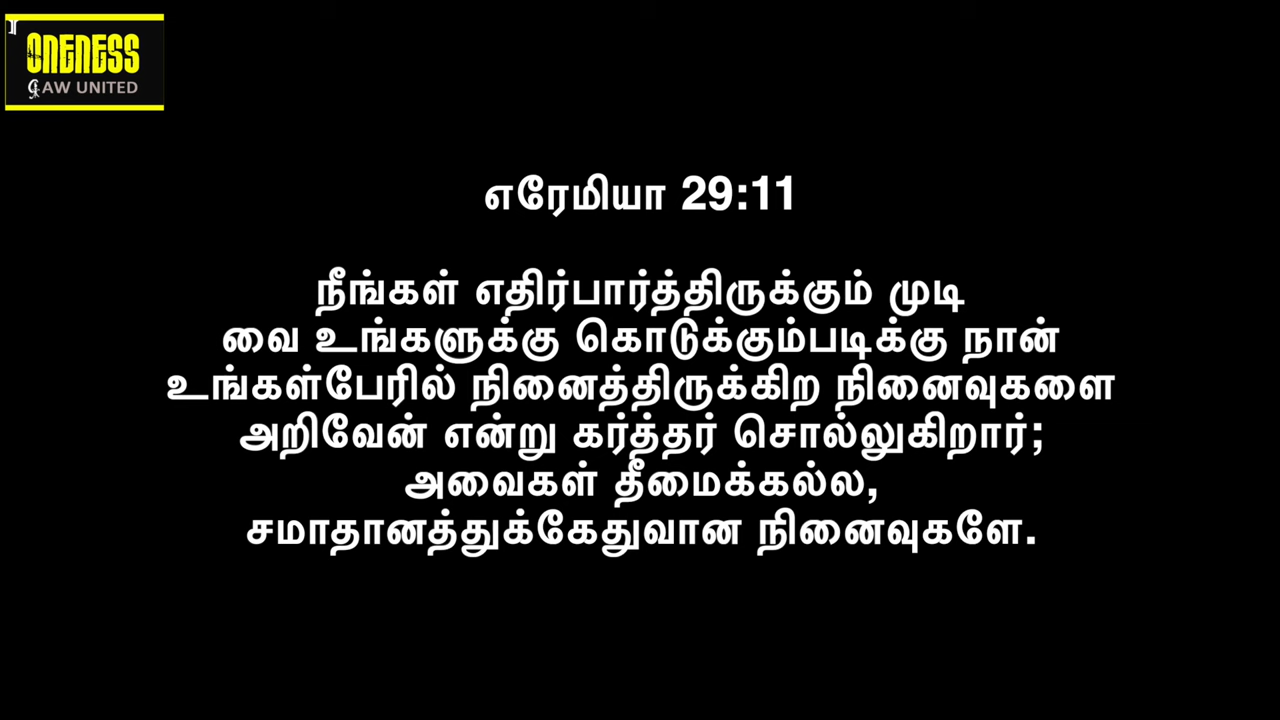 ONENESS
AW UNITED
எரேமியா 29:11
நீங்கள் எதிர்பார்த்திருக்கும் முடி
வை உங்களுக்கு கொடுக்கும்படிக்கு நான்
உங்கள்பேரில் நினைத்திருக்கிற நினைவுகளை
அறிவேன் என்று கர்த்தர் சொல்லுகிறார்;
அவைகள் தீமைக்கல்ல,
சமாதானத்துக்கேதுவான நினைவுகளே.